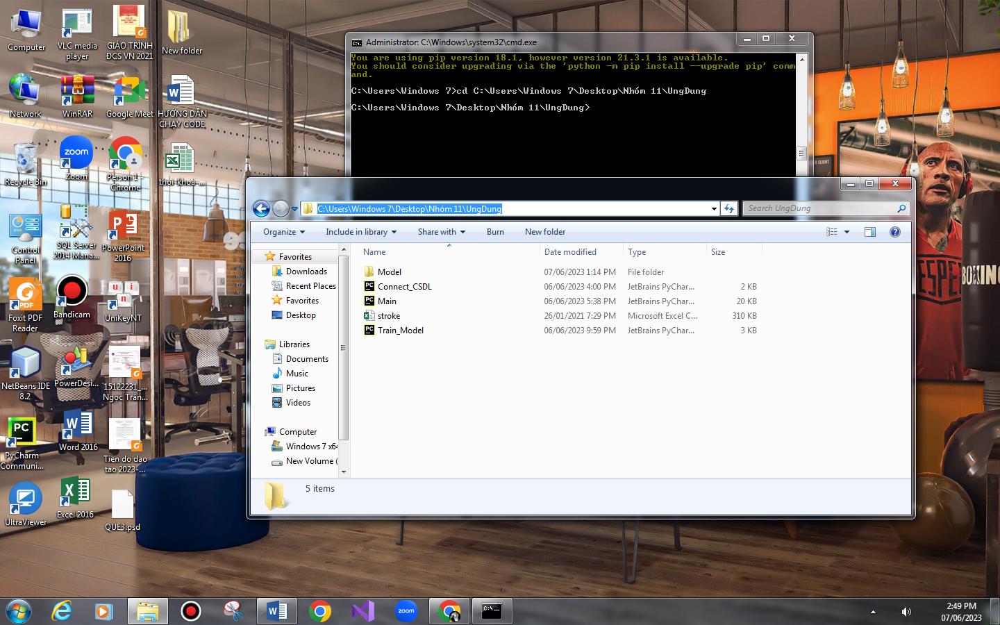 Computer
VLC media
player
GIÁO TRÌNH
ĐCS VN 2021
New folder
Network
WinRAR
Google Meet
HƯỚNG DẪN
CHẠY CODE
Recycle Bin
zoom
Zoom
Person 1 -
Chrome
thoi-khoa-...
Control
Panel
SQL Server
2014 Mana...
PowerPoint
2016
PDF
Foxit PDF
Reader
Bandicam
u i
n
UniKeyNT
NetBeans IDE
8.2
PowerDesi...
15122231_...
Ngọc Trân...
PC
PyCharm
Communi...
Word 2016
Tien do dao
tao 2023-...
UltraViewer
Excel 2016
QUE3.psd
Administrator: C:\Windows\system32\cmd.exe
You are using pip version 18.1, however version 21.3.1 is available.
You should consider upgrading via the 'python -m pip install --upgrade pip' comm
and.
C:\Users\Windows 7>cd C:\Users\Windows 7\Desktop\Nhóm 11\UngDung
C:\Users\Windows 7\Desktop\Nhóm 11\UngDung>
CLIENT
C:\Users\Windows 7\Desktop\Nhóm 11\UngDung
Search UngDung
Organize
Include in library
Share with
Burn
New folder
Favorites
Downloads
Recent Places
Favorites
Desktop
Libraries
Documents
Music
Pictures
Videos
Computer
Windows 7 x64
New Volume (
Name Date modified Type Size
Model 07/06/2023 1:14 PM File folder
Connect_CSDL 06/06/2023 4:00 PM JetBrains PyChar... 2 KB
Main 06/06/2023 5:38 PM JetBrains PyChar... 20 KB
stroke 26/01/2021 7:29 PM Microsoft Excel C... 310 KB
Train_Model 06/06/2023 9:59 PM JetBrains PyChar... 3 KB
5 items
ESPE
BOXING
zoom
2:49 PM
07/06/2023